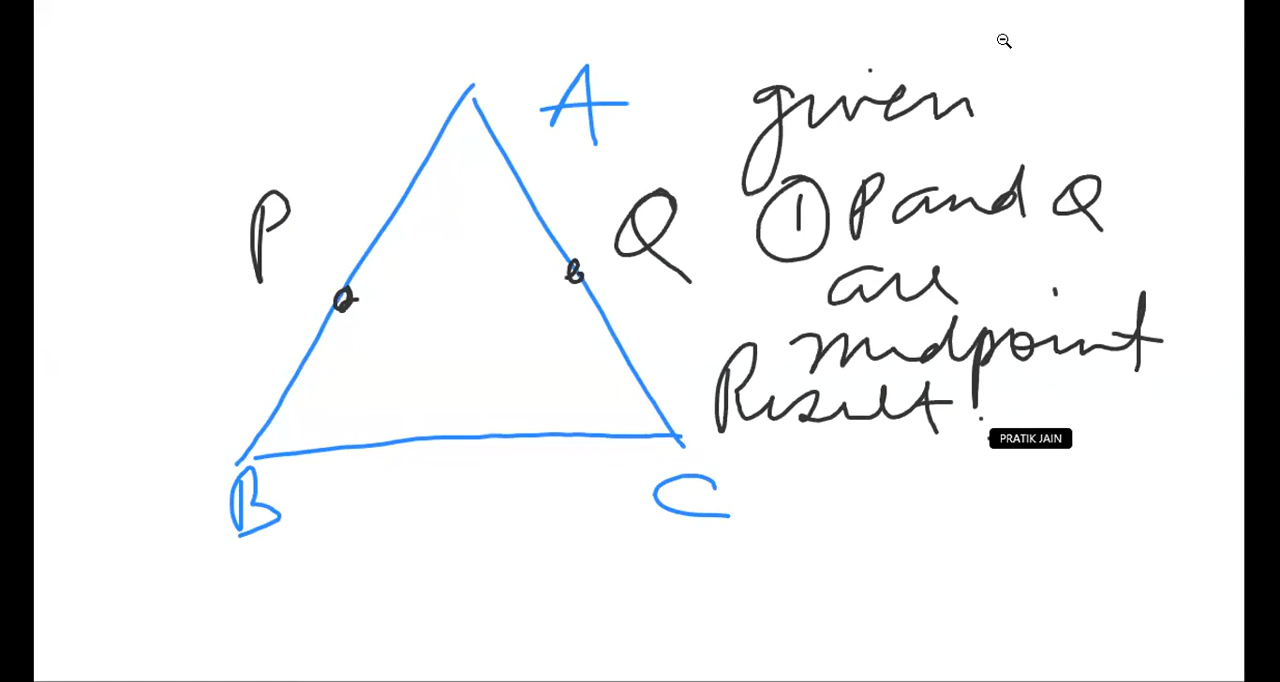 A
given
P
Q
① P and Q
are
midpoint
Result:
PRATIK JAIN
B
C